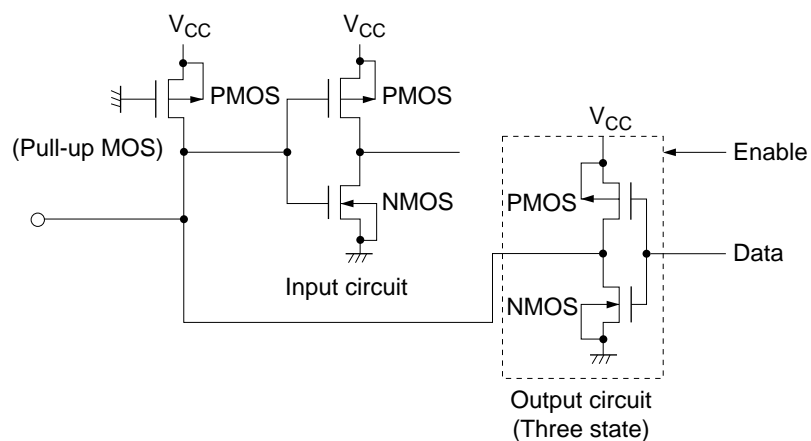 VCC
VCC
PMOS
PMOS
(Pull-up MOS)
VCC
Enable
PMOS
NMOS
Data
Input circuit
NMOS
Output circuit
(Three state)